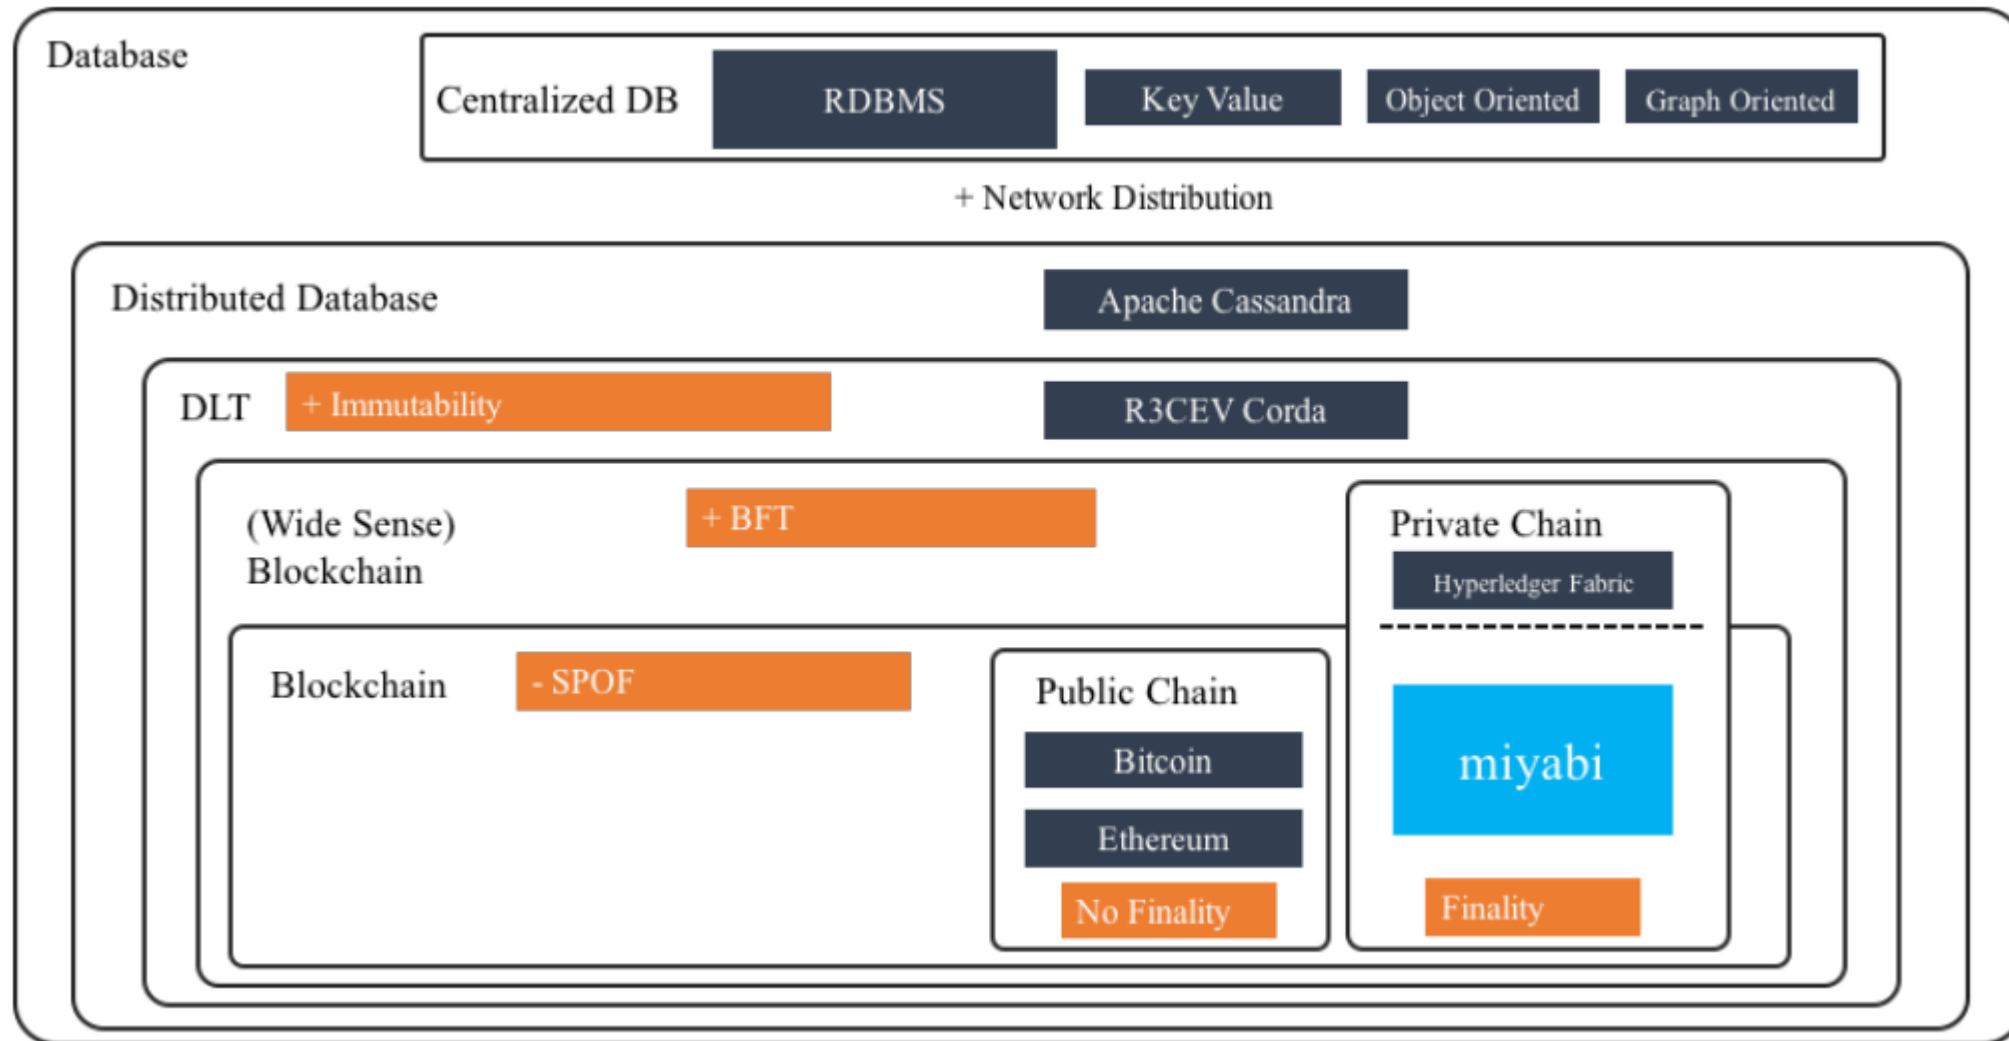 Database
Centralized DB
RDBMS
Key Value
Object Oriented
Graph Oriented
+ Network Distribution
Distributed Database
Apache Cassandra
DLT
+ Immutability
R3CEV Corda
(Wide Sense)
Blockchain
+ BFT
Private Chain
Hyperledger Fabric
Blockchain
- SPOF
Public Chain
Bitcoin
Ethereum
No Finality
miyabi
Finality